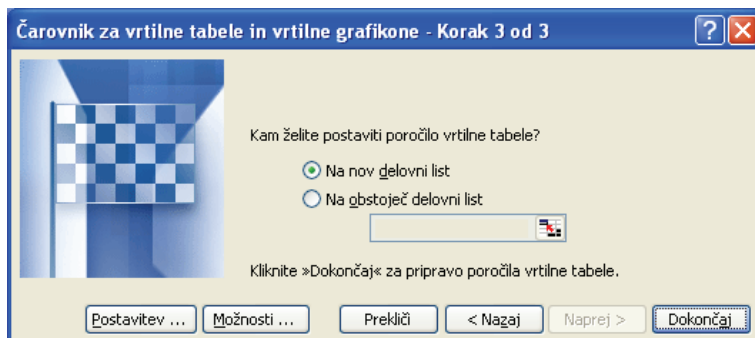 Čarovnik za vrtilne tabele in vrtilne grafikone - Korak 3 od 3
Kam želite postaviti poročilo vrtilne tabele?
Na nov delovni list
Na obstoječ delovni list
Kliknite »Dokončaj« za pripravo poročila vrtilne tabele.
Postavitev ... Možnosti ... Prekliči < Nazaj Naprej > Dokončaj